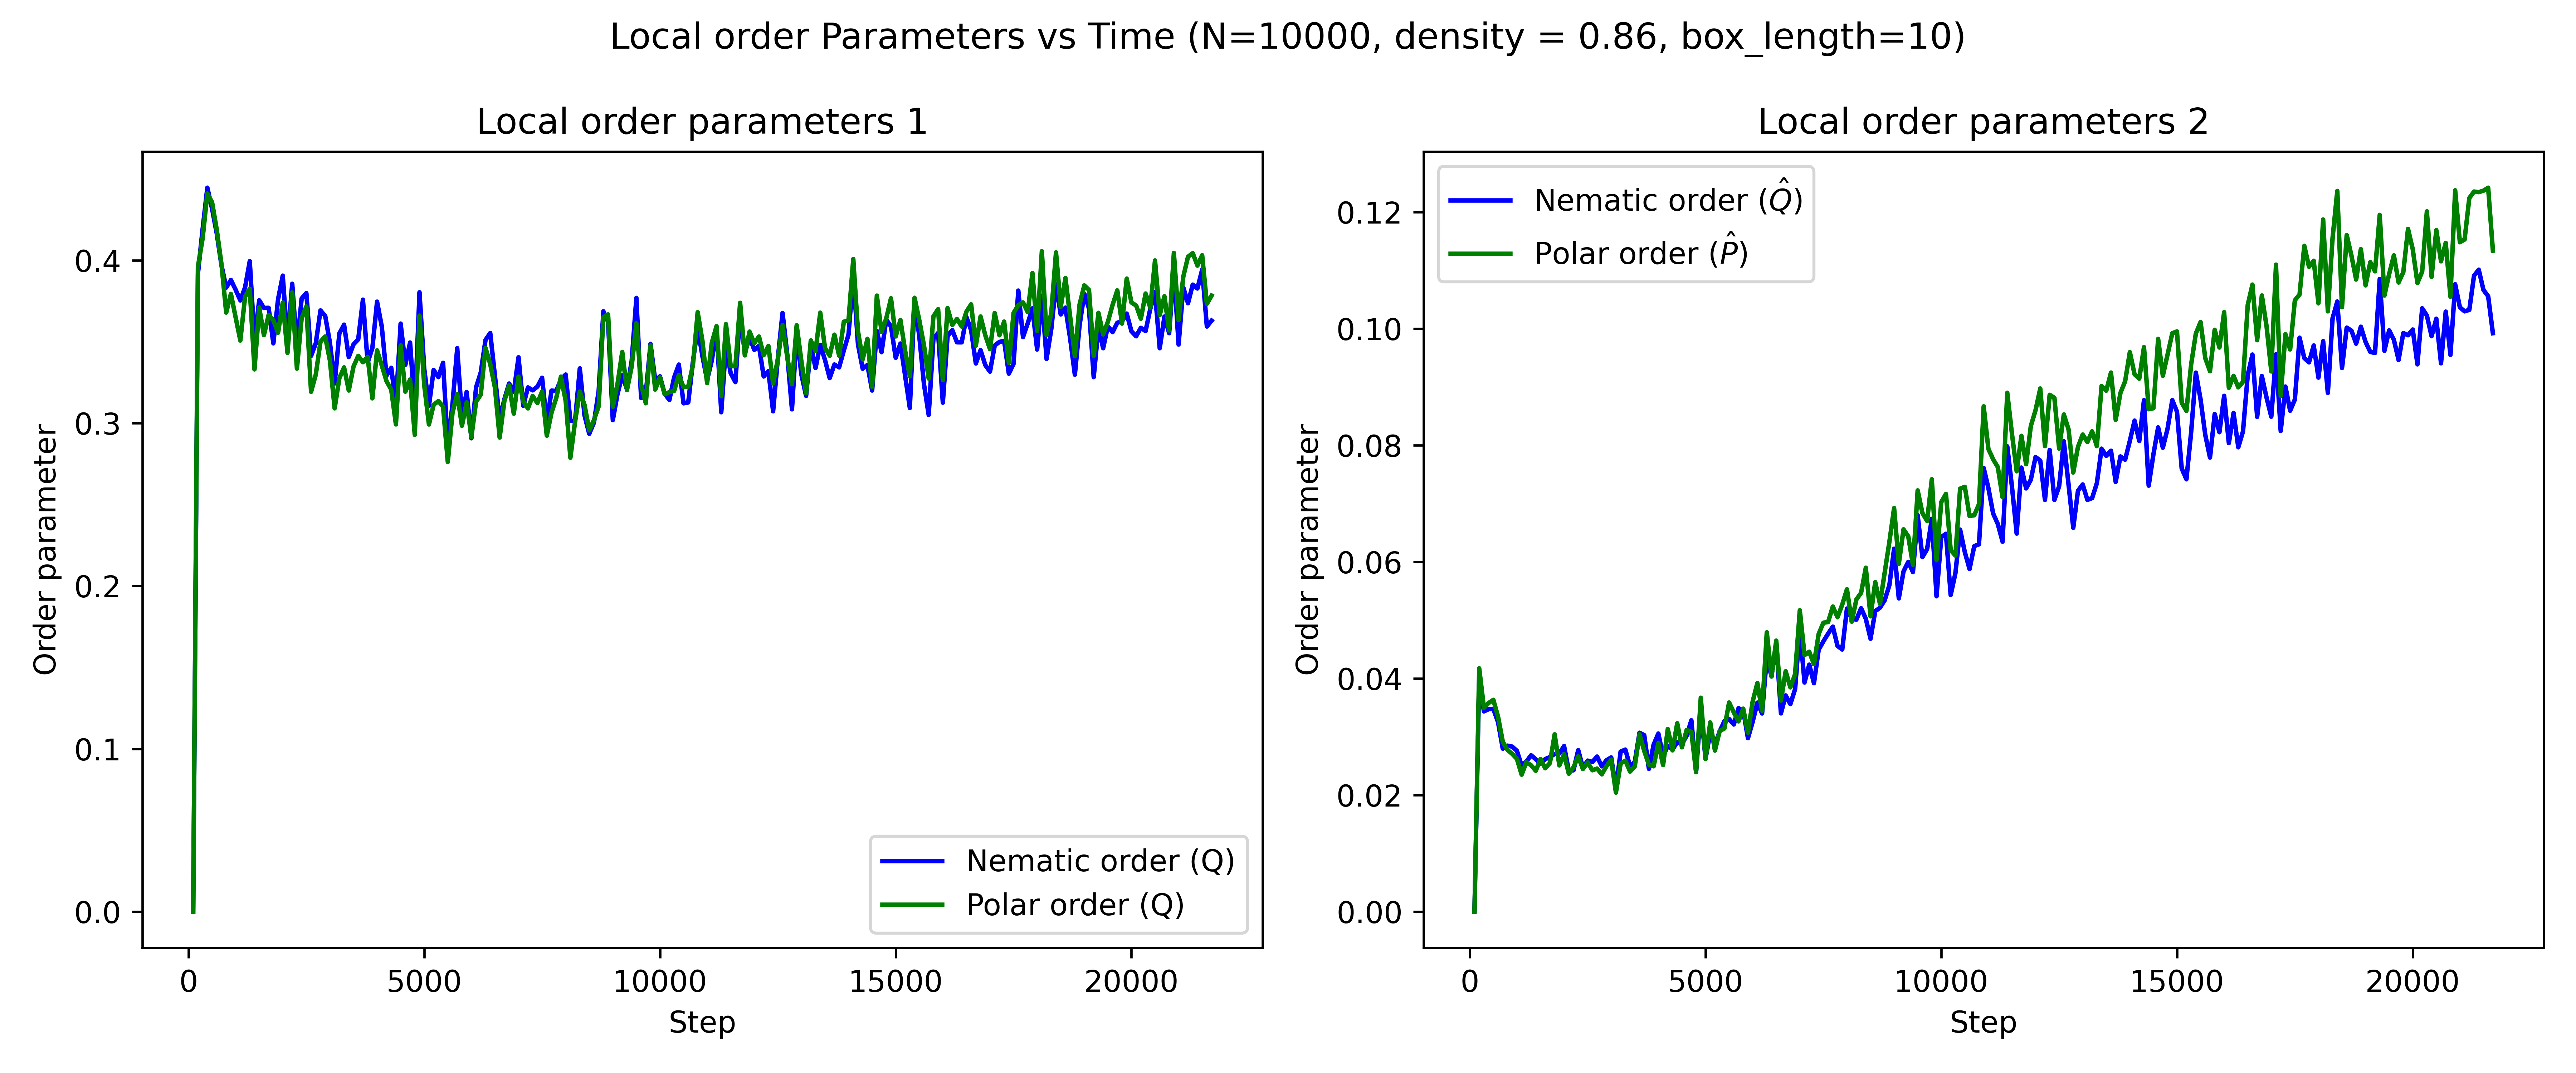 Local order Parameters vs Time (N=10000, density = 0.86, box_length=10)
Local order parameters 1
Order parameter
0.4
0.3
0.2
0.1
0.0
Nematic order (Q)
Polar order (Q)
0 5000 10000 15000 20000
Step
Local order parameters 2
Order parameter
Nematic order (Q̂)
Polar order (P̂)
0.12
0.10
0.08
0.06
0.04
0.02
0.00
0 5000 10000 15000 20000
Step